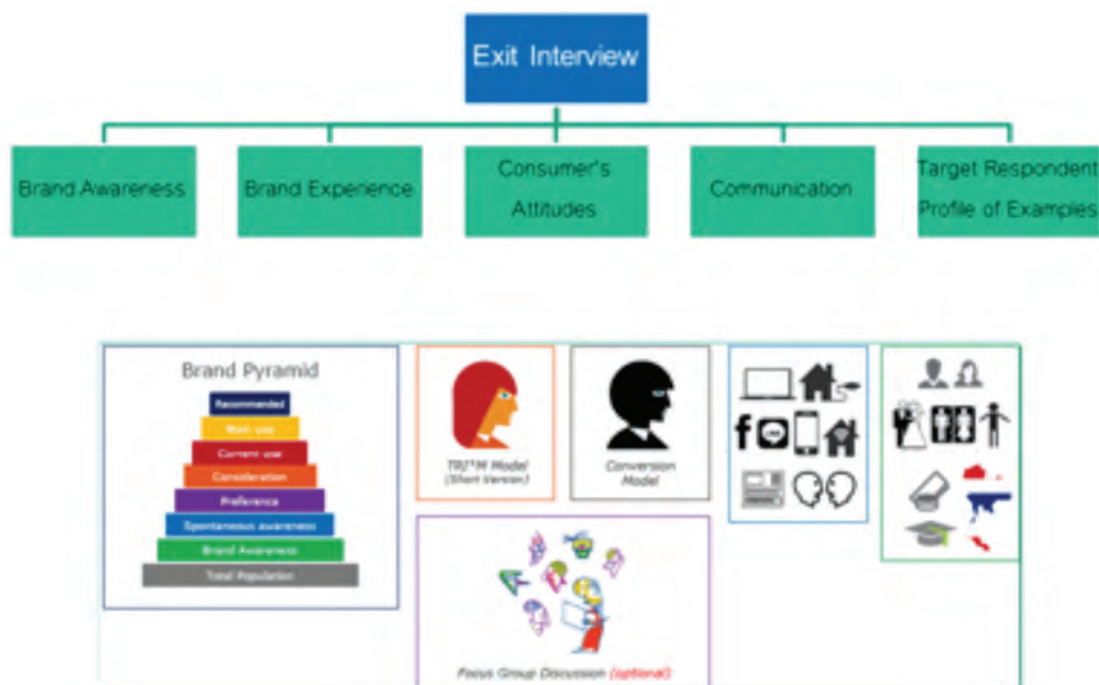 Exit Interview
Brand Awareness
Brand Experience
Consumer's
Attitudes
Communication
Target Respondent
Profile of Examples
Brand Pyramid
Recommended
Main use
Current use
Consideration
Preference
Spontaneous awareness
Brand Awareness
Total Population
TRI*M Model
(Short Version)
Conversion
Model
f
Focus Group Discussion (optional)